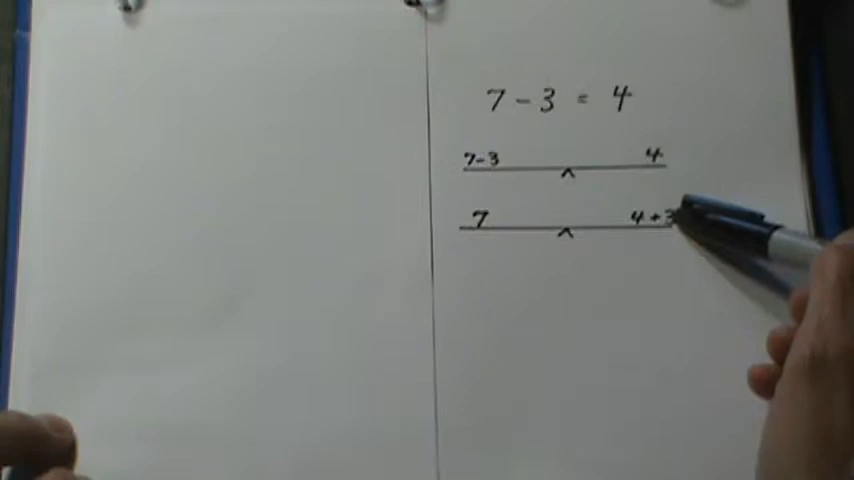 7 - 3 = 4
7-3 4
^
7 4 + 3
^